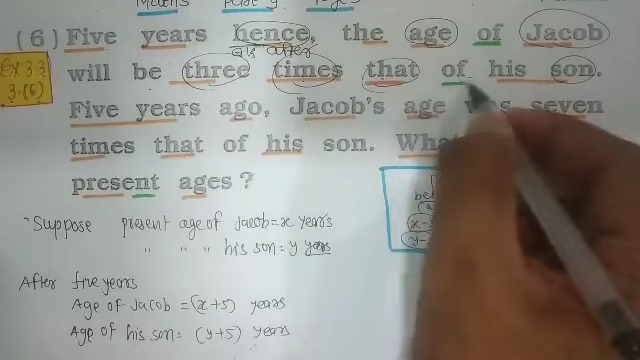 Maths
(6) Five years hence, the age of Jacob
after
Ex 3.3
3.(6)
will be three times that of his son.
Five years ago, Jacob's age was seven
times that of his son.
present ages?
Suppose present age of Jacob = x years
" " " his son = y years
After five years
Age of Jacob = (x+5) years
Age of his son = (y+5) years